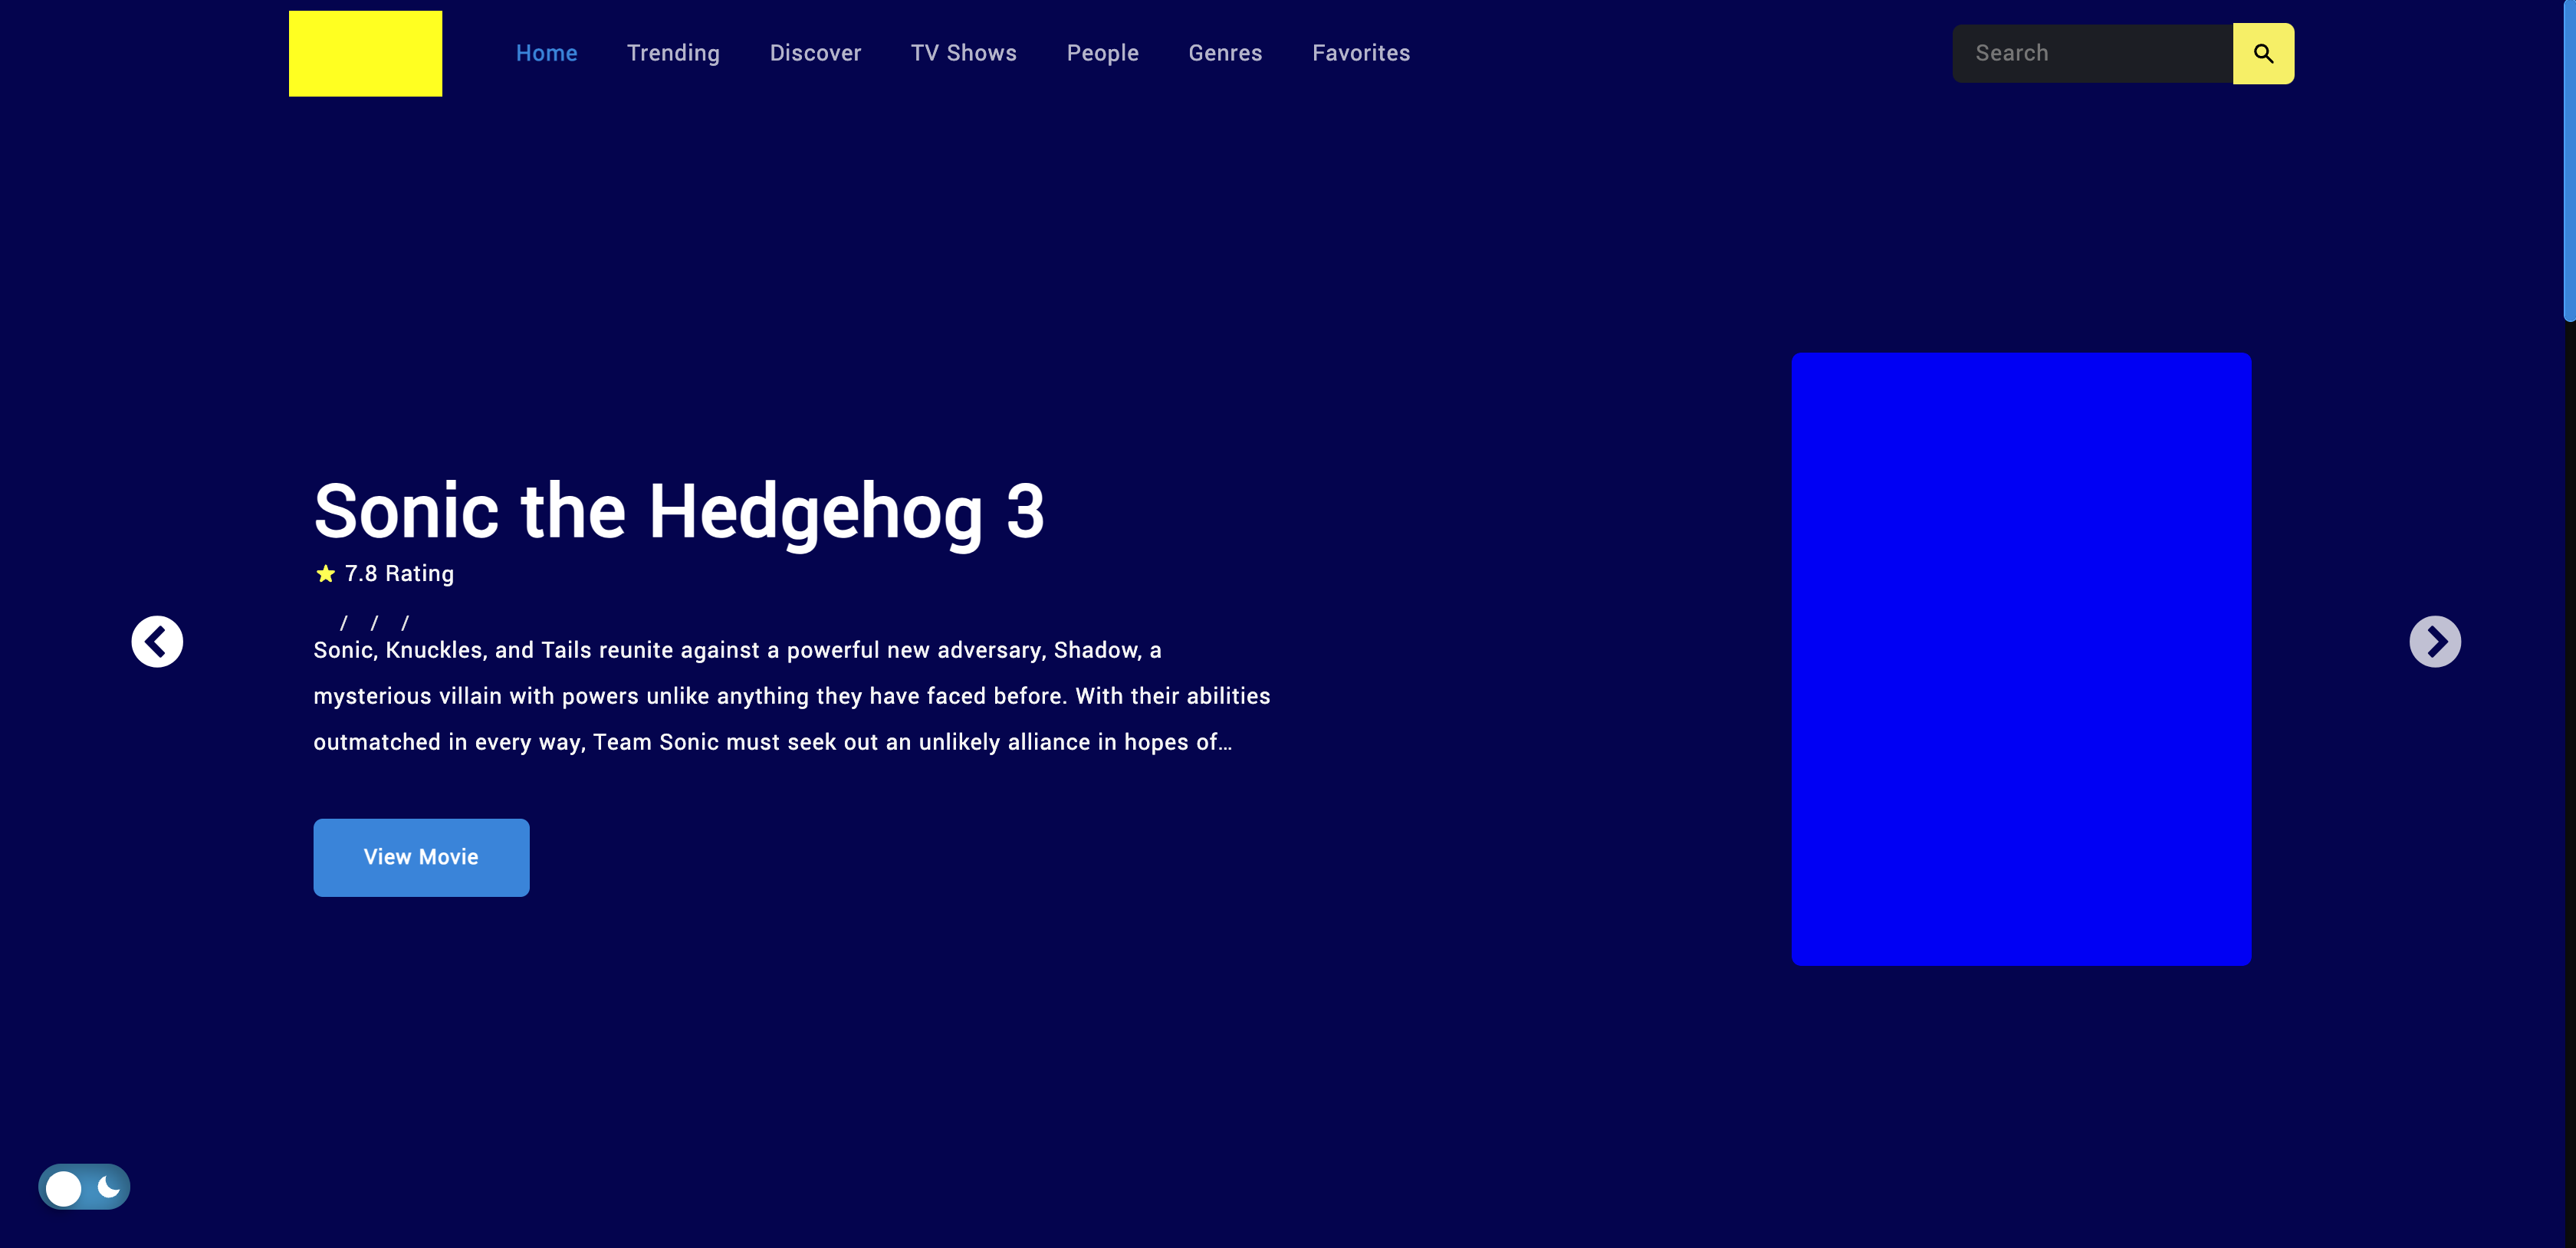 Home Trending Discover TV Shows People Genres Favorites Search
Sonic the Hedgehog 3
7.8 Rating
/ / /
Sonic, Knuckles, and Tails reunite against a powerful new adversary, Shadow, a
mysterious villain with powers unlike anything they have faced before. With their abilities
outmatched in every way, Team Sonic must seek out an unlikely alliance in hopes of…
View Movie